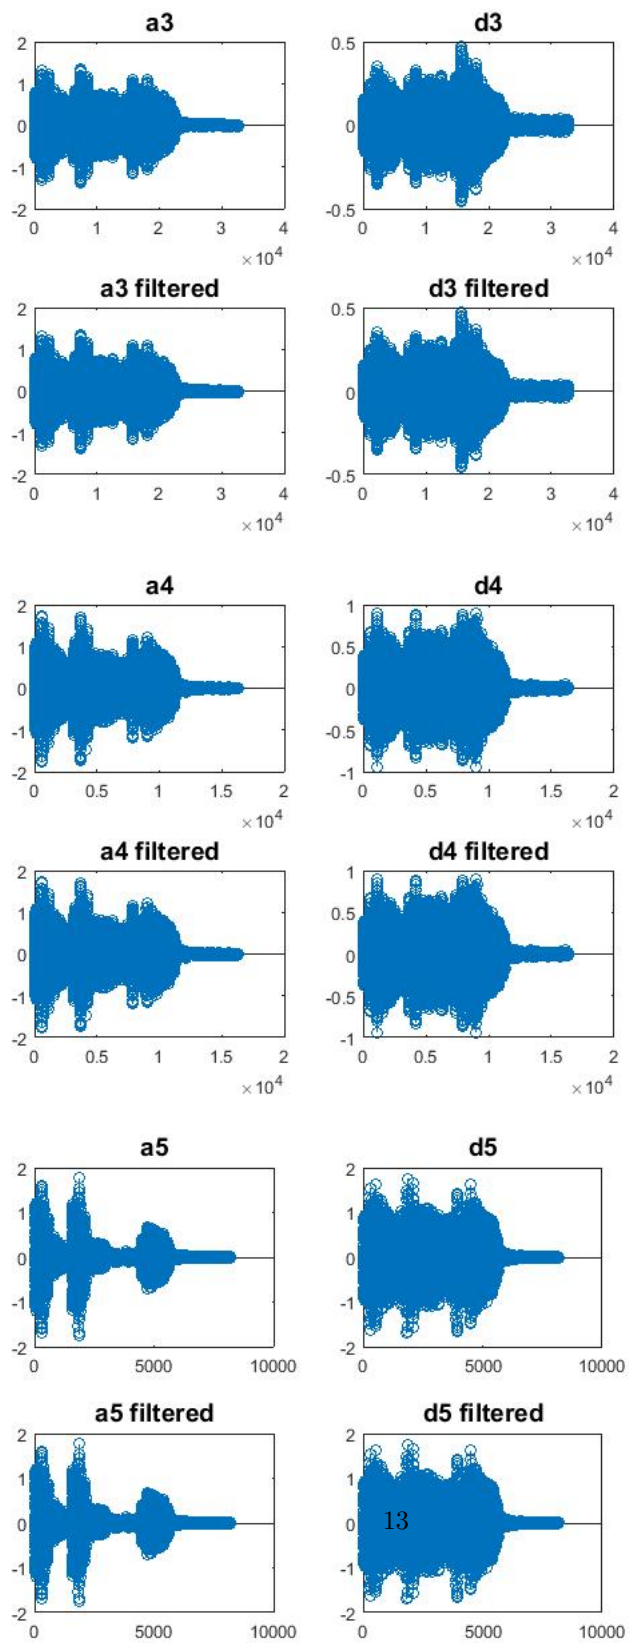 a3 d3
2 0.5
1
0 0
-1
-2 -0.5
0 1 2 3 4 0 1 2 3 4
×10^4 ×10^4
a3 filtered d3 filtered
2 0.5
1
0 0
-1
-2 -0.5
0 1 2 3 4 0 1 2 3 4
×10^4 ×10^4
a4 d4
2 1
1 0.5
0 0
-1 -0.5
-2 -1
0 0.5 1 1.5 2 0 0.5 1 1.5 2
×10^4 ×10^4
a4 filtered d4 filtered
2 1
1 0.5
0 0
-1 -0.5
-2 -1
0 0.5 1 1.5 2 0 0.5 1 1.5 2
×10^4 ×10^4
a5 d5
2 2
1 1
0 0
-1 -1
-2 -2
0 5000 10000 0 5000 10000
a5 filtered d5 filtered
2 2
1 1
0 0 13
-1 -1
-2 -2
0 5000 10000 0 5000 10000